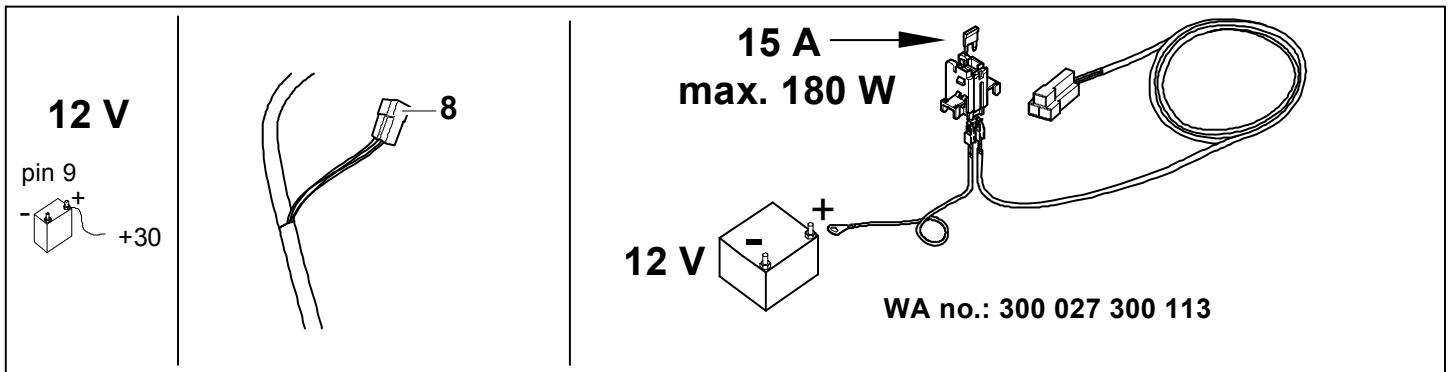 12 V
pin 9
- +
+30
8
15 A
max. 180 W
+
-
12 V
WA no.: 300 027 300 113